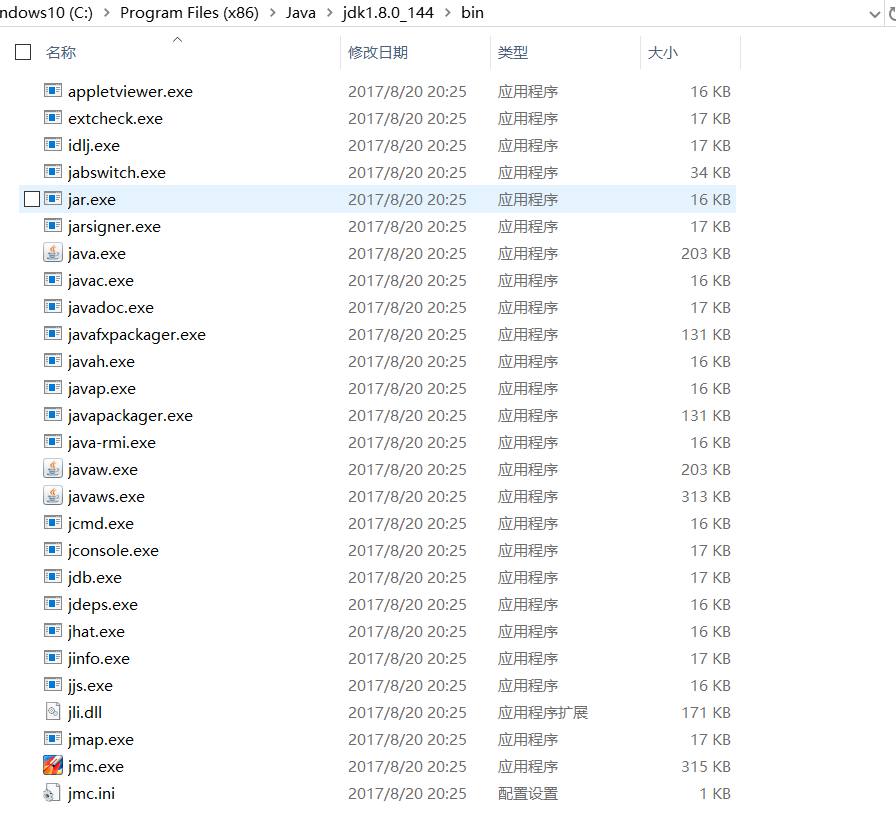 ndows10 (C:) > Program Files (x86) > Java > jdk1.8.0_144 > bin
名称 修改日期 类型 大小
appletviewer.exe 2017/8/20 20:25 应用程序 16 KB
extcheck.exe 2017/8/20 20:25 应用程序 17 KB
idlj.exe 2017/8/20 20:25 应用程序 17 KB
jabswitch.exe 2017/8/20 20:25 应用程序 34 KB
jar.exe 2017/8/20 20:25 应用程序 16 KB
jarsigner.exe 2017/8/20 20:25 应用程序 17 KB
java.exe 2017/8/20 20:25 应用程序 203 KB
javac.exe 2017/8/20 20:25 应用程序 16 KB
javadoc.exe 2017/8/20 20:25 应用程序 17 KB
javafxpackager.exe 2017/8/20 20:25 应用程序 131 KB
javah.exe 2017/8/20 20:25 应用程序 16 KB
javap.exe 2017/8/20 20:25 应用程序 16 KB
javapackager.exe 2017/8/20 20:25 应用程序 131 KB
java-rmi.exe 2017/8/20 20:25 应用程序 16 KB
javaw.exe 2017/8/20 20:25 应用程序 203 KB
javaws.exe 2017/8/20 20:25 应用程序 313 KB
jcmd.exe 2017/8/20 20:25 应用程序 16 KB
jconsole.exe 2017/8/20 20:25 应用程序 17 KB
jdb.exe 2017/8/20 20:25 应用程序 17 KB
jdeps.exe 2017/8/20 20:25 应用程序 16 KB
jhat.exe 2017/8/20 20:25 应用程序 16 KB
jinfo.exe 2017/8/20 20:25 应用程序 17 KB
jjs.exe 2017/8/20 20:25 应用程序 16 KB
jli.dll 2017/8/20 20:25 应用程序扩展 171 KB
jmap.exe 2017/8/20 20:25 应用程序 17 KB
jmc.exe 2017/8/20 20:25 应用程序 315 KB
jmc.ini 2017/8/20 20:25 配置设置 1 KB